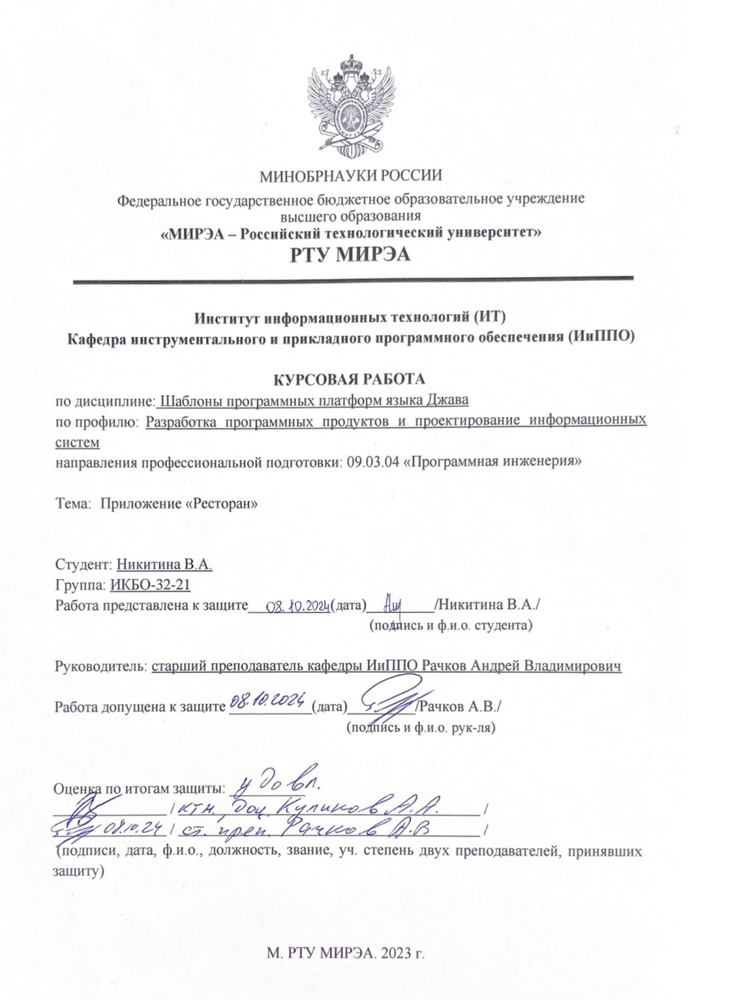 МИНОБРНАУКИ РОССИИ
Федеральное государственное бюджетное образовательное учреждение
высшего образования
«МИРЭА – Российский технологический университет»
РТУ МИРЭА
Институт информационных технологий (ИТ)
Кафедра инструментального и прикладного программного обеспечения (ИиППО)
КУРСОВАЯ РАБОТА
по дисциплине: Шаблоны программных платформ языка Джава
по профилю: Разработка программных продуктов и проектирование информационных
систем
направления профессиональной подготовки: 09.03.04 «Программная инженерия»
Тема: Приложение «Ресторан»
Студент: Никитина В.А.
Группа: ИКБО-32-21
Работа представлена к защите 08.10.2024 (дата) /Никитина В.А./
(подпись и ф.и.о. студента)
Руководитель: старший преподаватель кафедры ИиППО Рачков Андрей Владимирович
Работа допущена к защите 08.10.2024 (дата) /Рачков А.В./
(подпись и ф.и.о. рук-ля)
Оценка по итогам защиты: удовл.
/ ктн., доц. Куликов А.А. /
08.10.24 / ст. преп. Рачков А.В /
(подписи, дата, ф.и.о., должность, звание, уч. степень двух преподавателей, принявших
защиту)
М. РТУ МИРЭА. 2023 г.